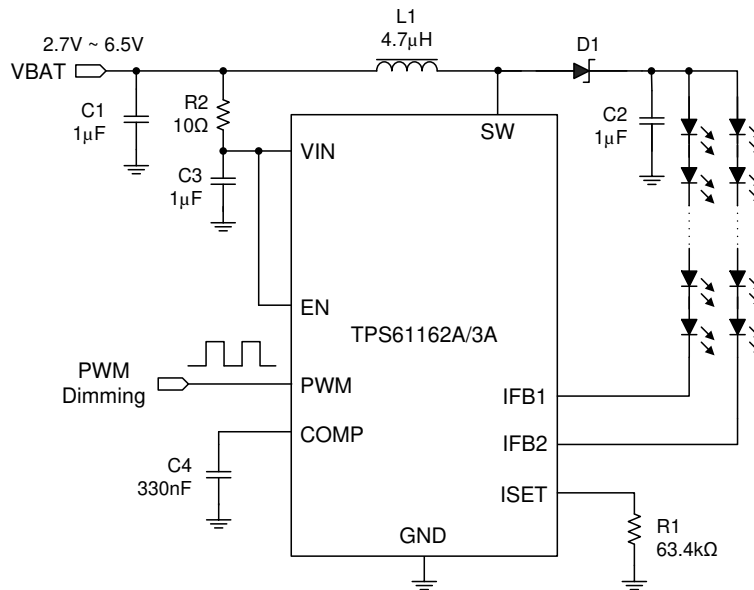 L1
4.7μH
D1
2.7V ~ 6.5V
VBAT
C1
1μF
R2
10Ω
C3
1μF
C2
1μF
SW
VIN
EN
TPS61162A/3A
PWM
Dimming
PWM
COMP
C4
330nF
IFB1
IFB2
ISET
GND
R1
63.4kΩ